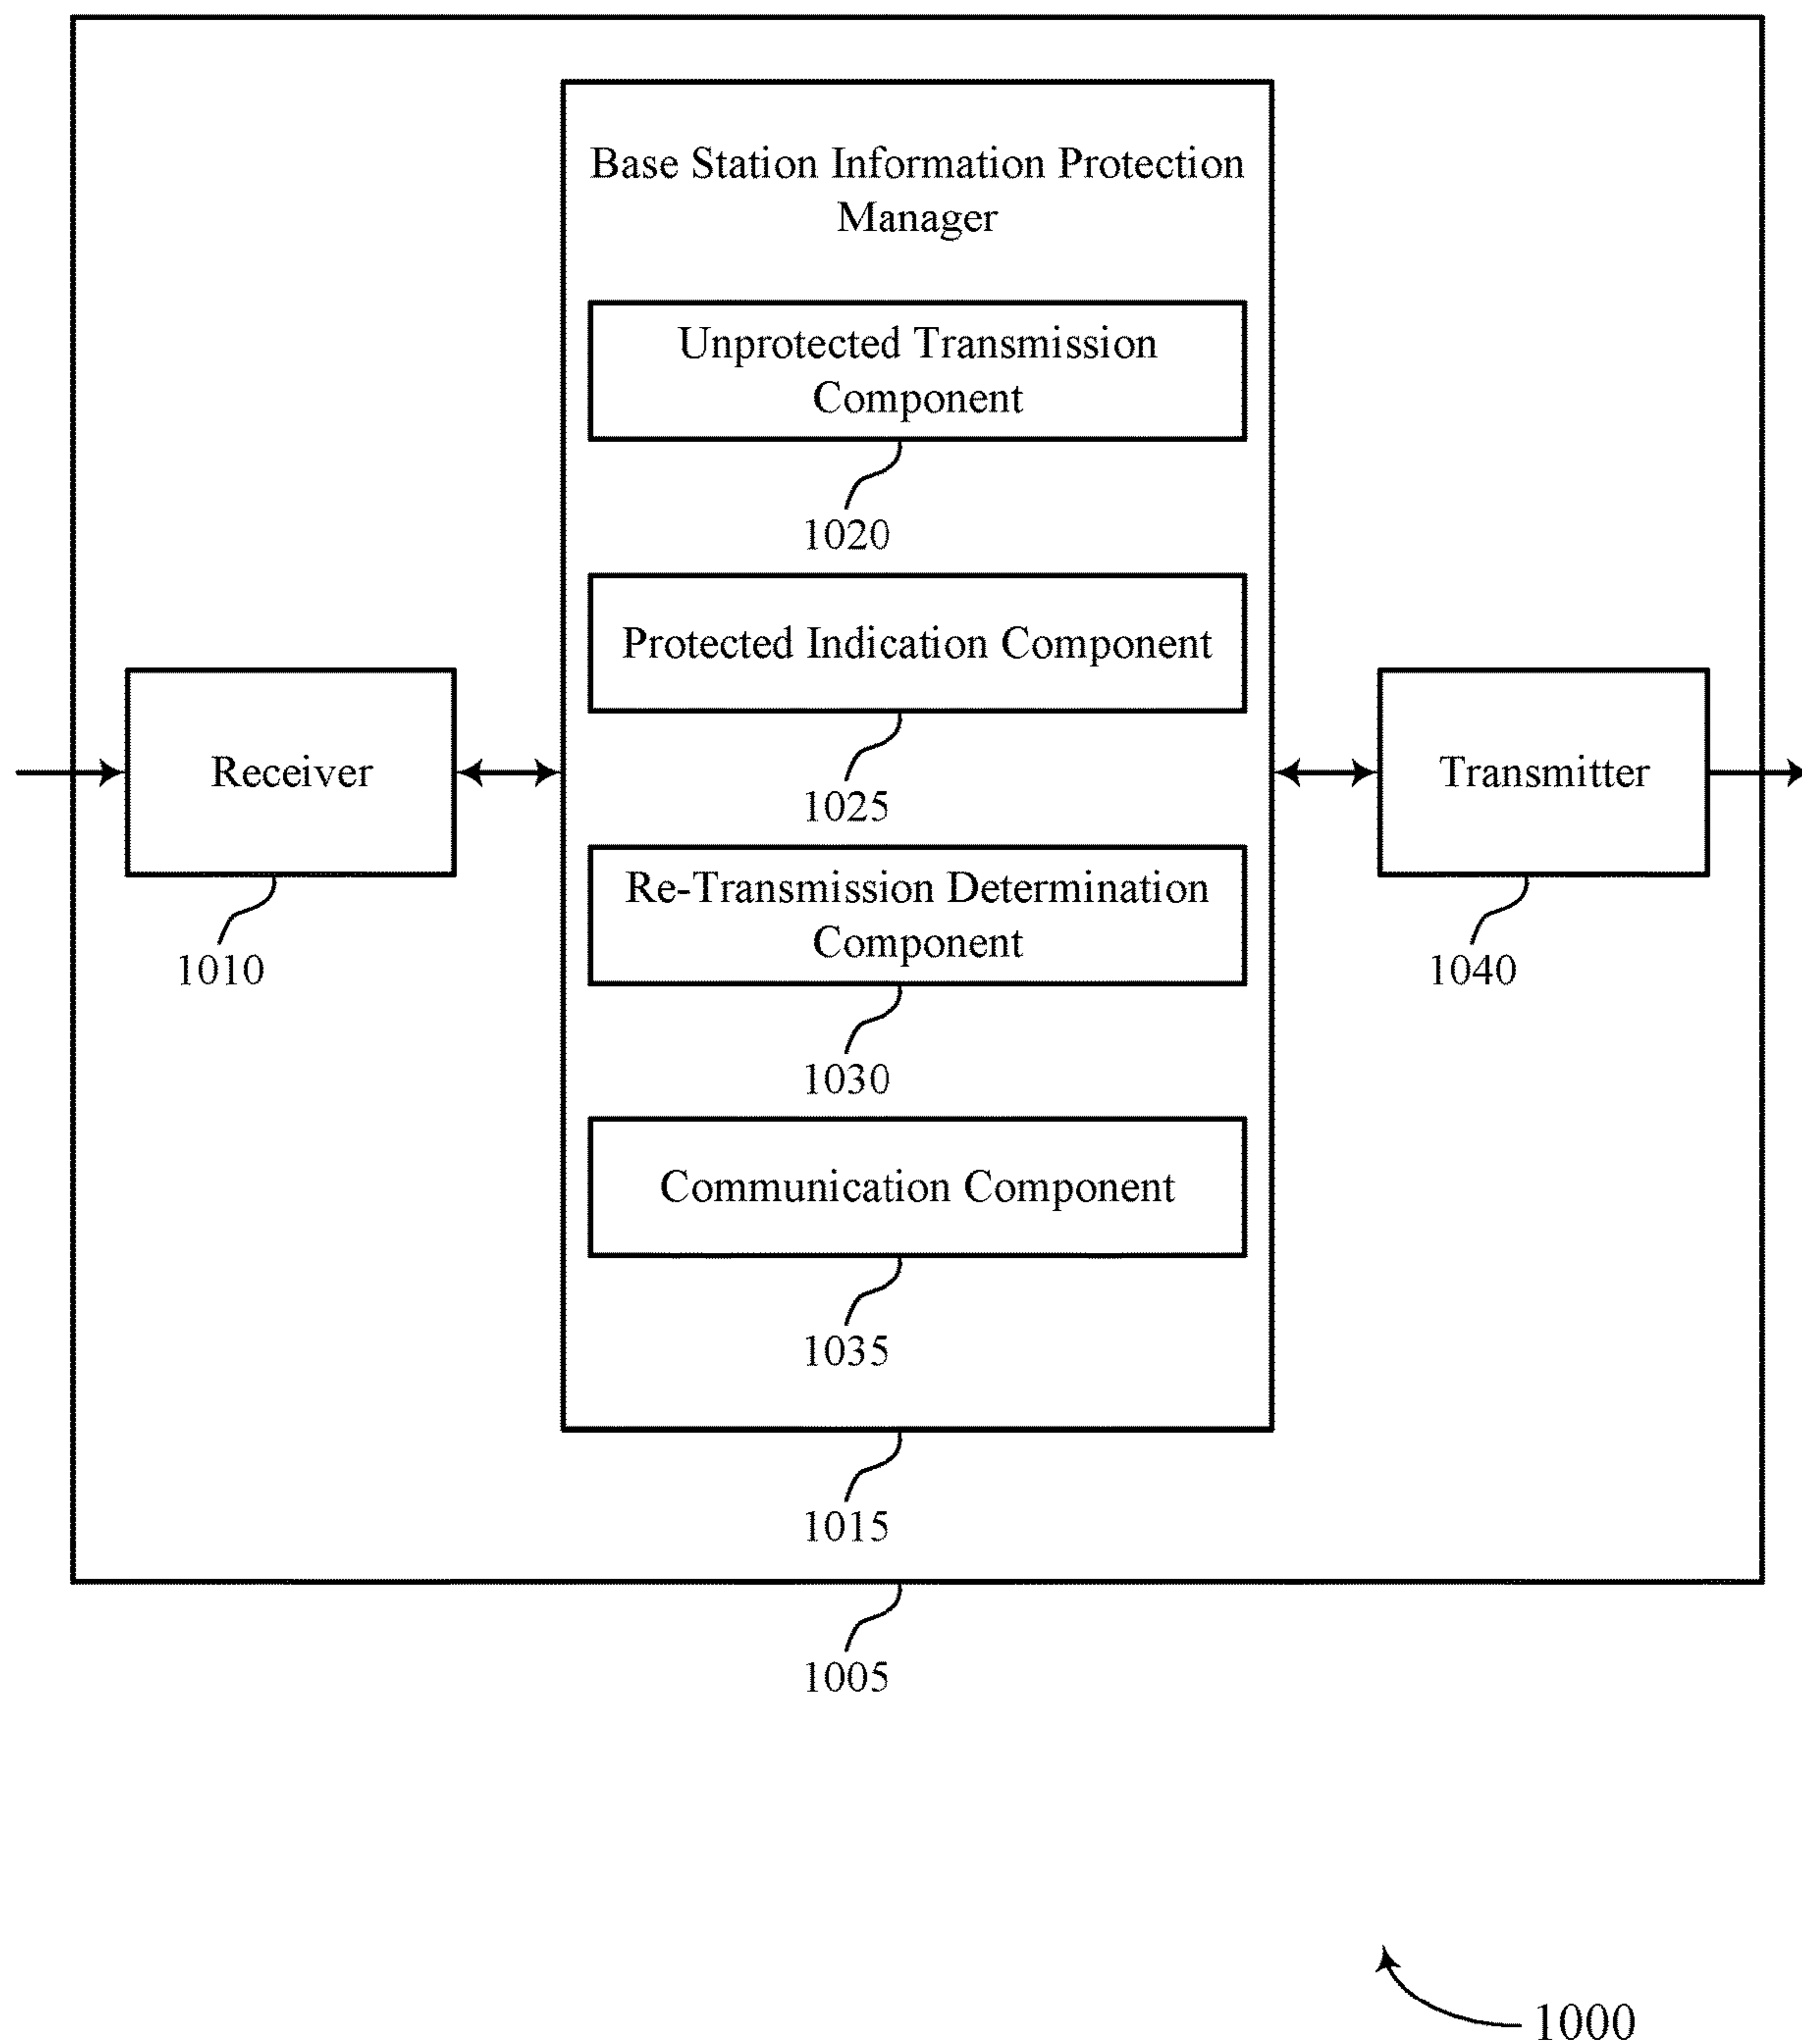 Base Station Information Protection
Manager
Unprotected Transmission
Component
1020
Protected Indication Component
1025
Receiver
1010
Transmitter
1040
Re-Transmission Determination
Component
1030
Communication Component
1035
1015
1005
1000